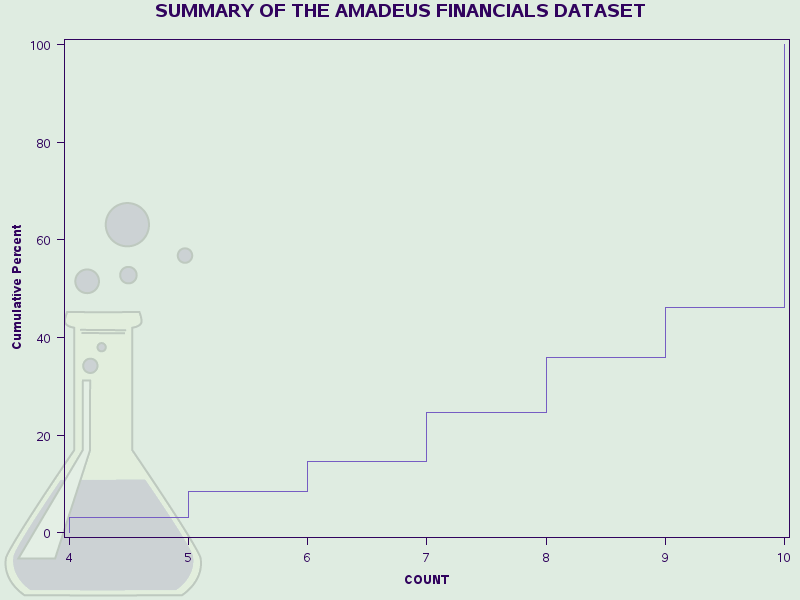 SUMMARY OF THE AMADEUS FINANCIALS DATASET
100
80
60
40
20
0
Cumulative Percent
4 5 6 7 8 9 10
COUNT